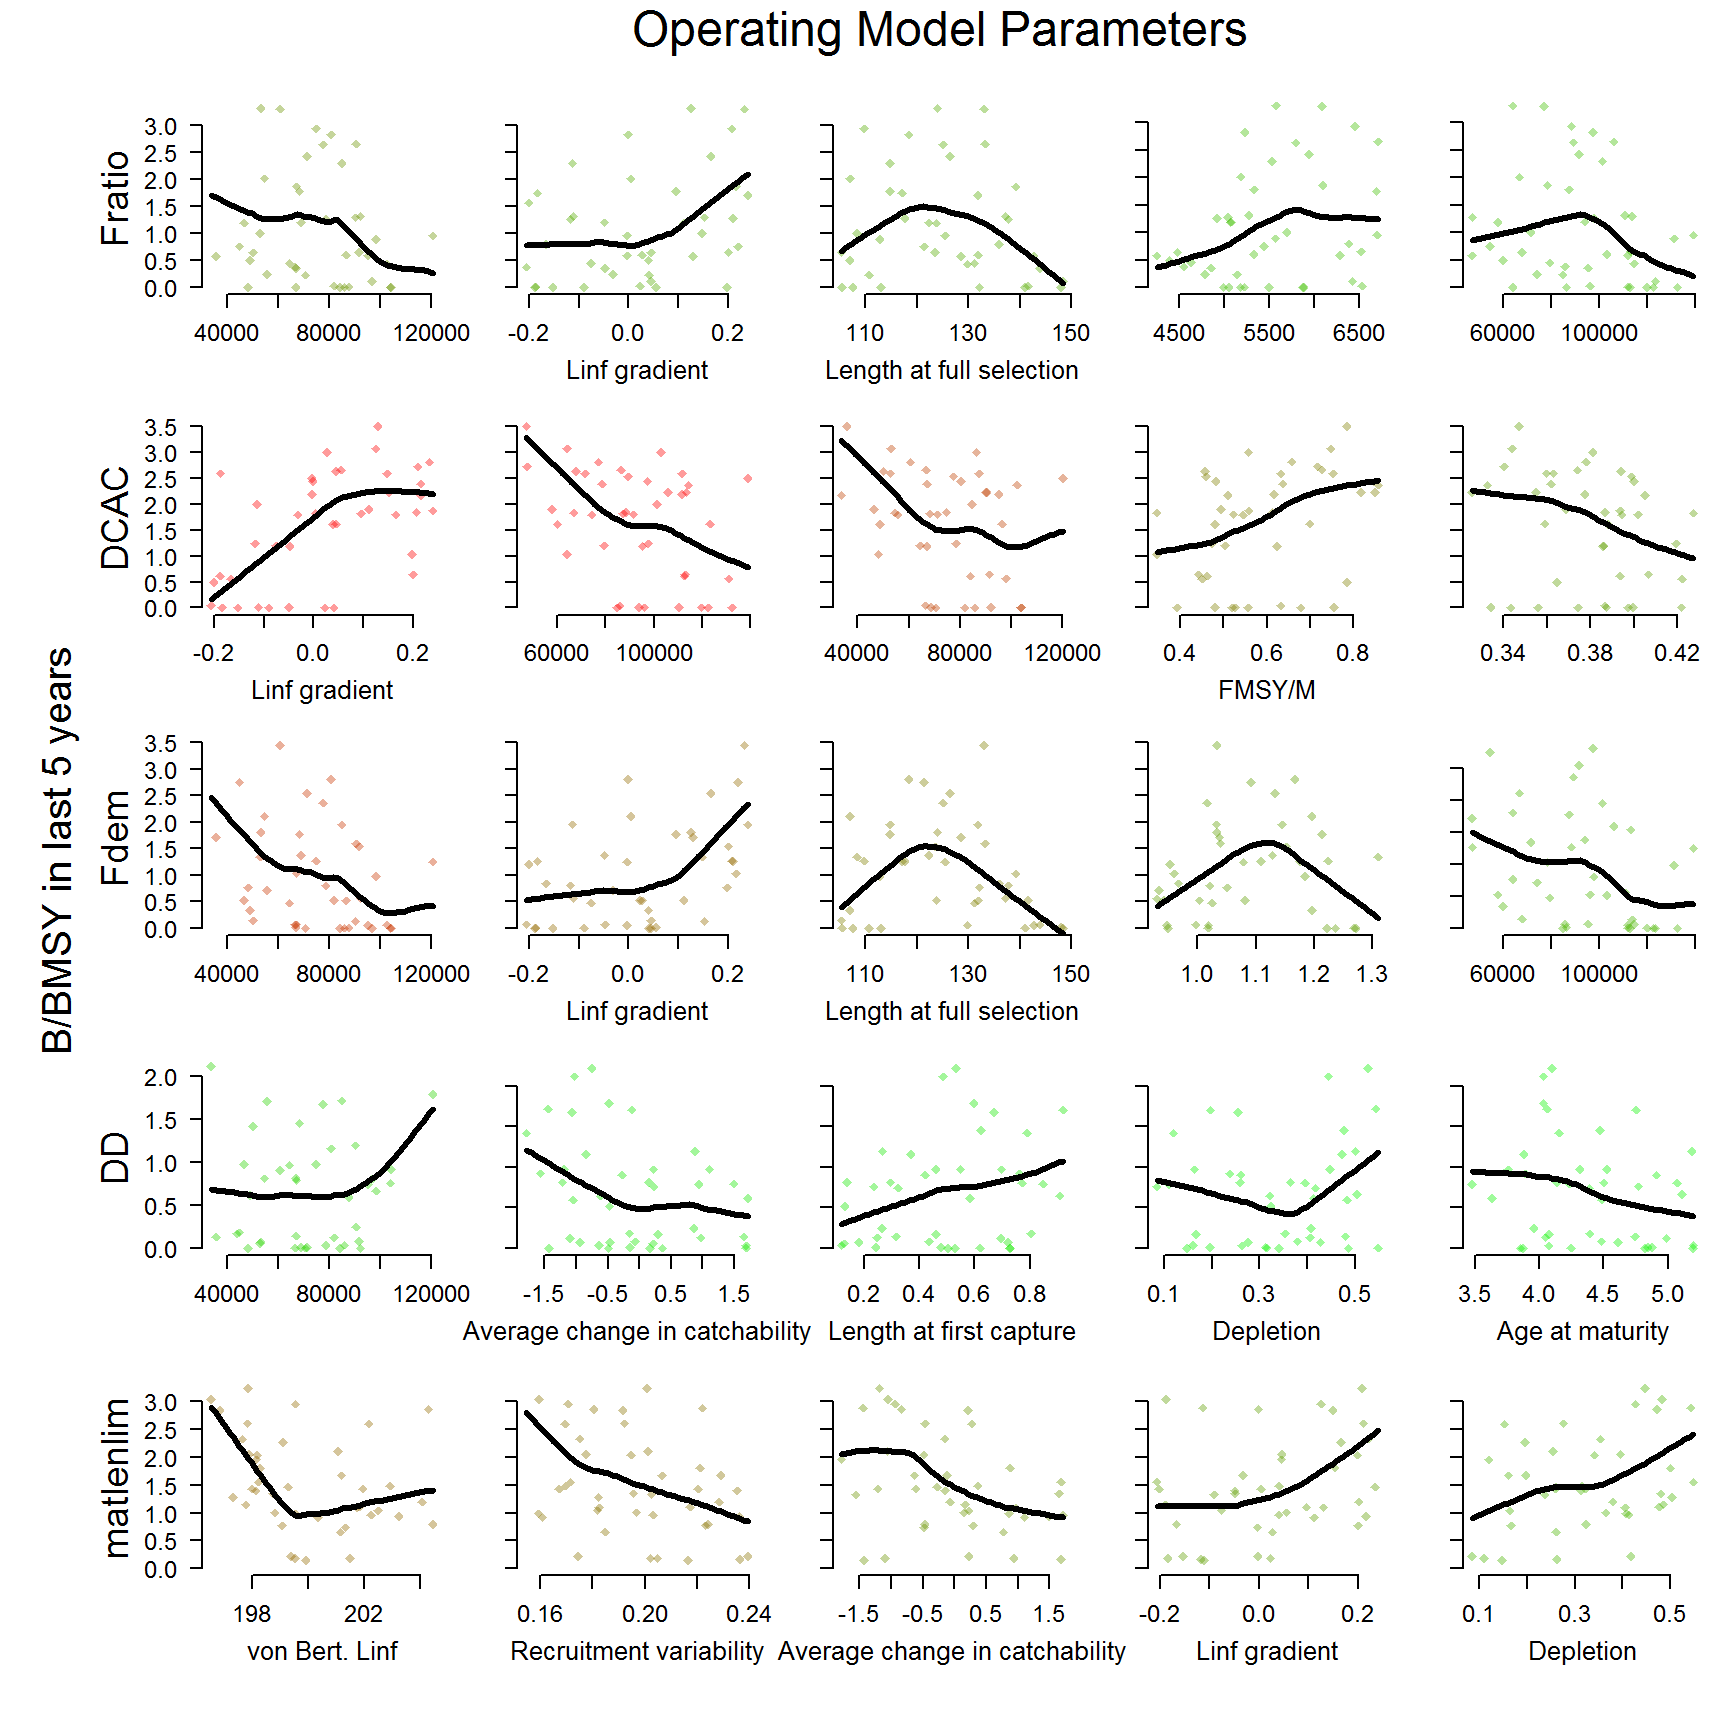 Operating Model Parameters
B/BMSY in last 5 years
Fratio
3.0
2.5
2.0
1.5
1.0
0.5
0.0
40000 80000 120000
-0.2 0.0 0.2
Linf gradient
110 130 150
Length at full selection
4500 5500 6500
60000 100000
DCAC
3.5
3.0
2.5
2.0
1.5
1.0
0.5
0.0
-0.2 0.0 0.2
Linf gradient
60000 100000
40000 80000 120000
0.4 0.6 0.8
FMSY/M
0.34 0.38 0.42
Fdem
3.5
3.0
2.5
2.0
1.5
1.0
0.5
0.0
40000 80000 120000
-0.2 0.0 0.2
Linf gradient
110 130 150
Length at full selection
1.0 1.1 1.2 1.3
60000 100000
DD
2.0
1.5
1.0
0.5
0.0
40000 80000 120000
-1.5 -0.5 0.5 1.5
Average change in catchability
0.2 0.4 0.6 0.8
Length at first capture
0.1 0.3 0.5
Depletion
3.5 4.0 4.5 5.0
Age at maturity
matlenlim
3.0
2.5
2.0
1.5
1.0
0.5
0.0
198 202
von Bert. Linf
0.16 0.20 0.24
Recruitment variability
-1.5 -0.5 0.5 1.5
Average change in catchability
-0.2 0.0 0.2
Linf gradient
0.1 0.3 0.5
Depletion